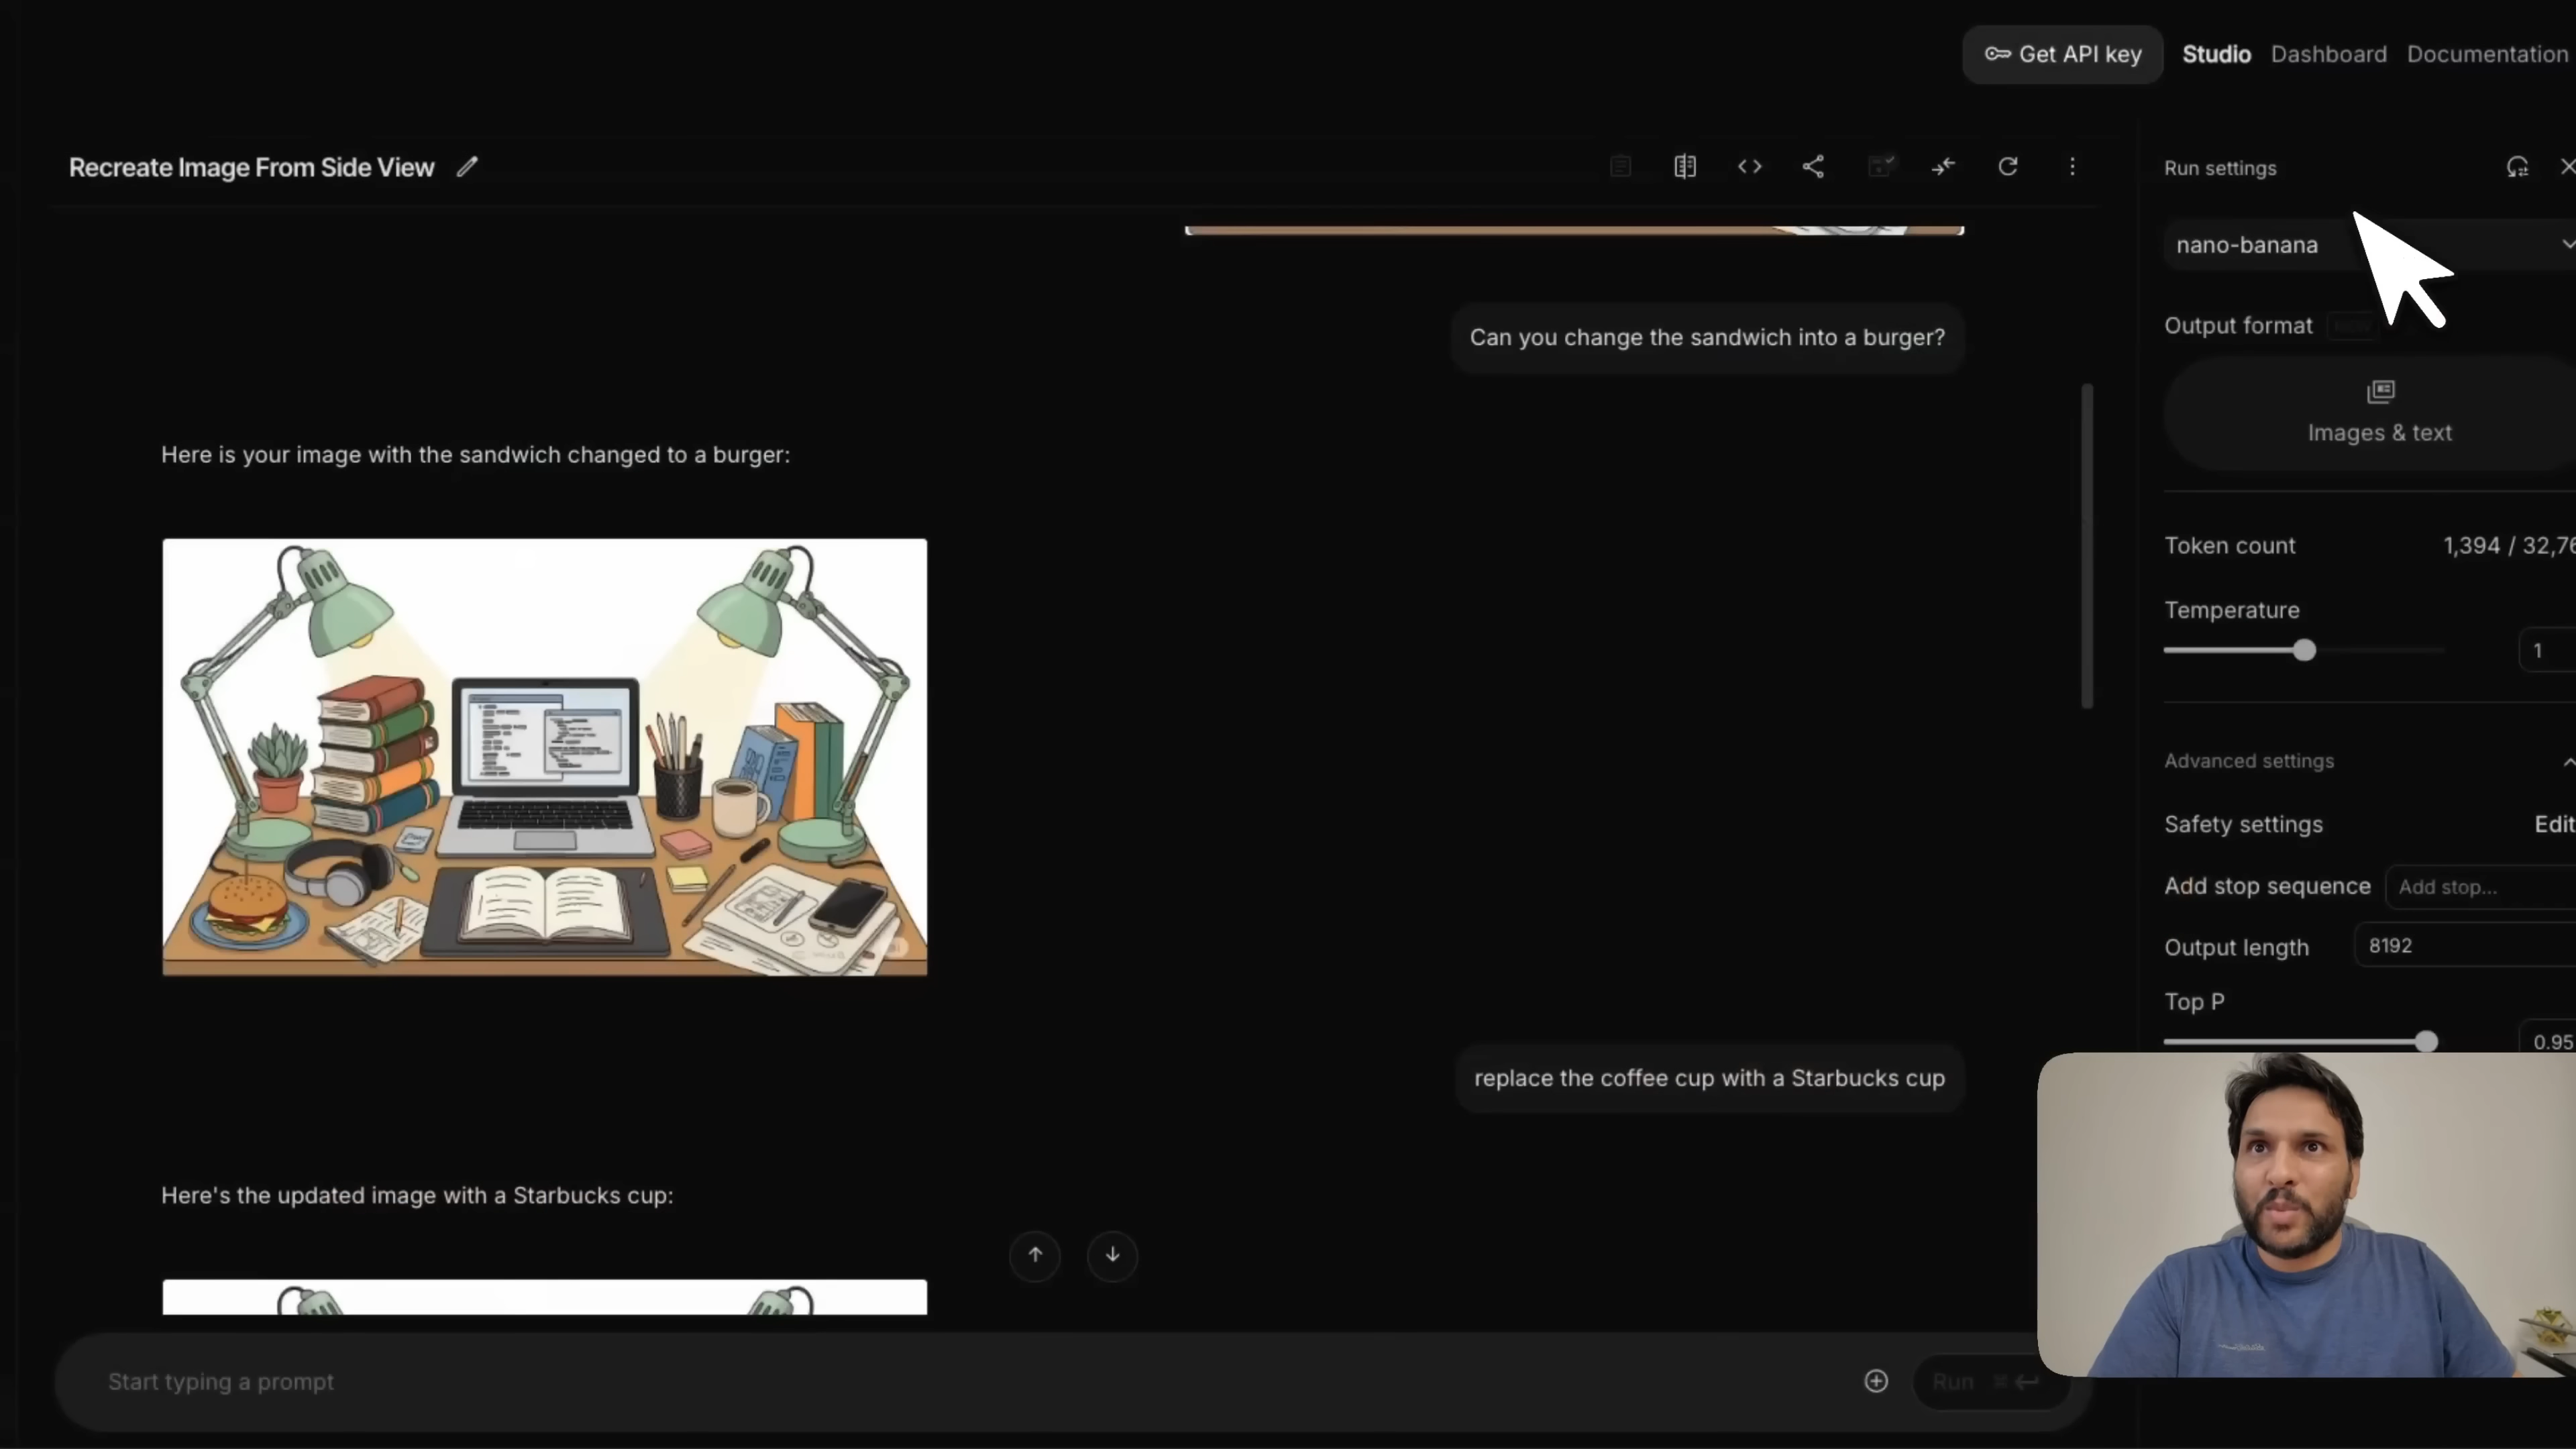 Get API key Studio Dashboard Documentation
Recreate Image From Side View
Can you change the sandwich into a burger?
Here is your image with the sandwich changed to a burger:
replace the coffee cup with a Starbucks cup
Here's the updated image with a Starbucks cup:
Start typing a prompt
Run
Run settings
nano-banana
Output format
Images & text
Token count 1,394 / 32,76
Temperature
1
Advanced settings
Safety settings Edit
Add stop sequence Add stop...
Output length 8192
Top P
0.95